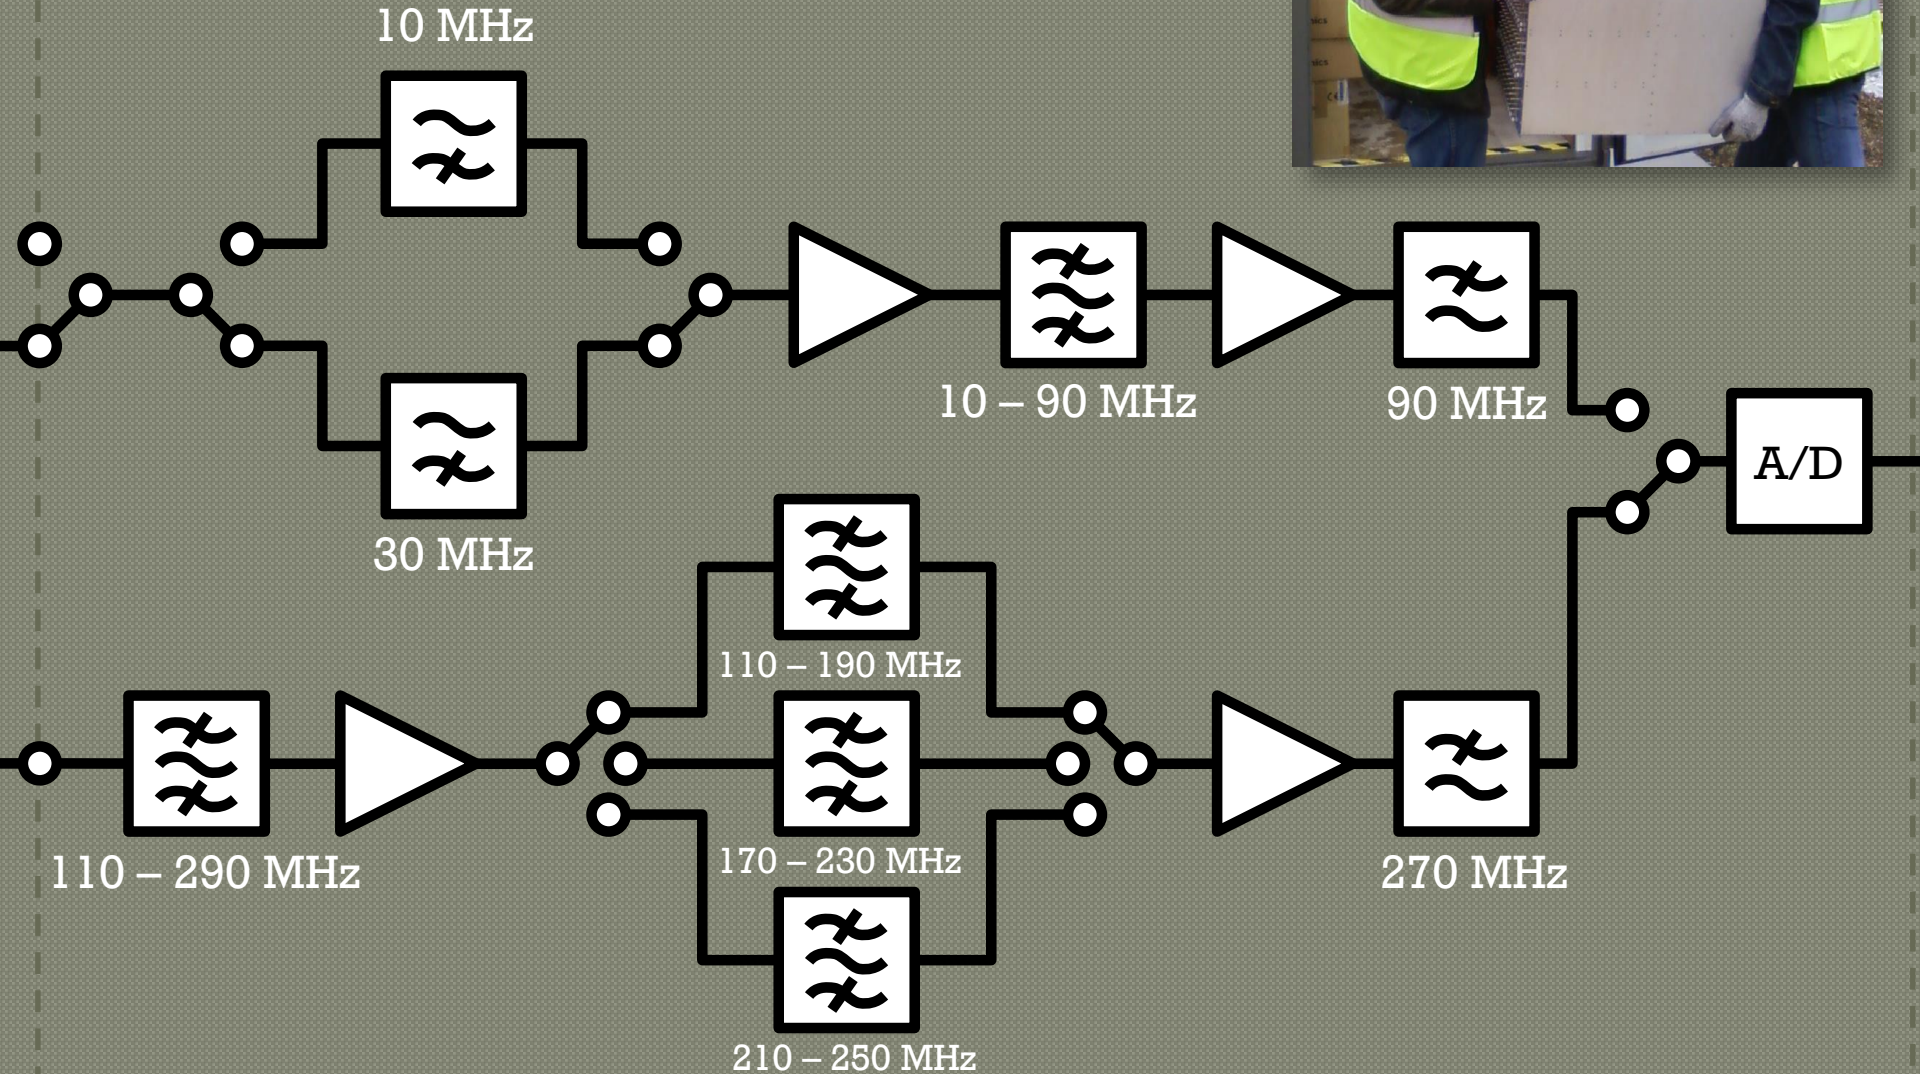 10 MHz
10 – 90 MHz
90 MHz
A/D
30 MHz
110 – 190 MHz
170 – 230 MHz
110 – 290 MHz
270 MHz
210 – 250 MHz